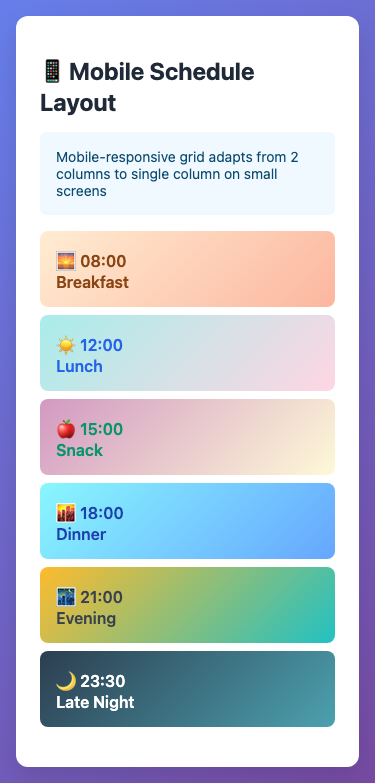 📱 Mobile Schedule
Layout
Mobile-responsive grid adapts from 2
columns to single column on small
screens
🌅 08:00
Breakfast
☀️ 12:00
Lunch
🍎 15:00
Snack
🌇 18:00
Dinner
🌃 21:00
Evening
🌙 23:30
Late Night